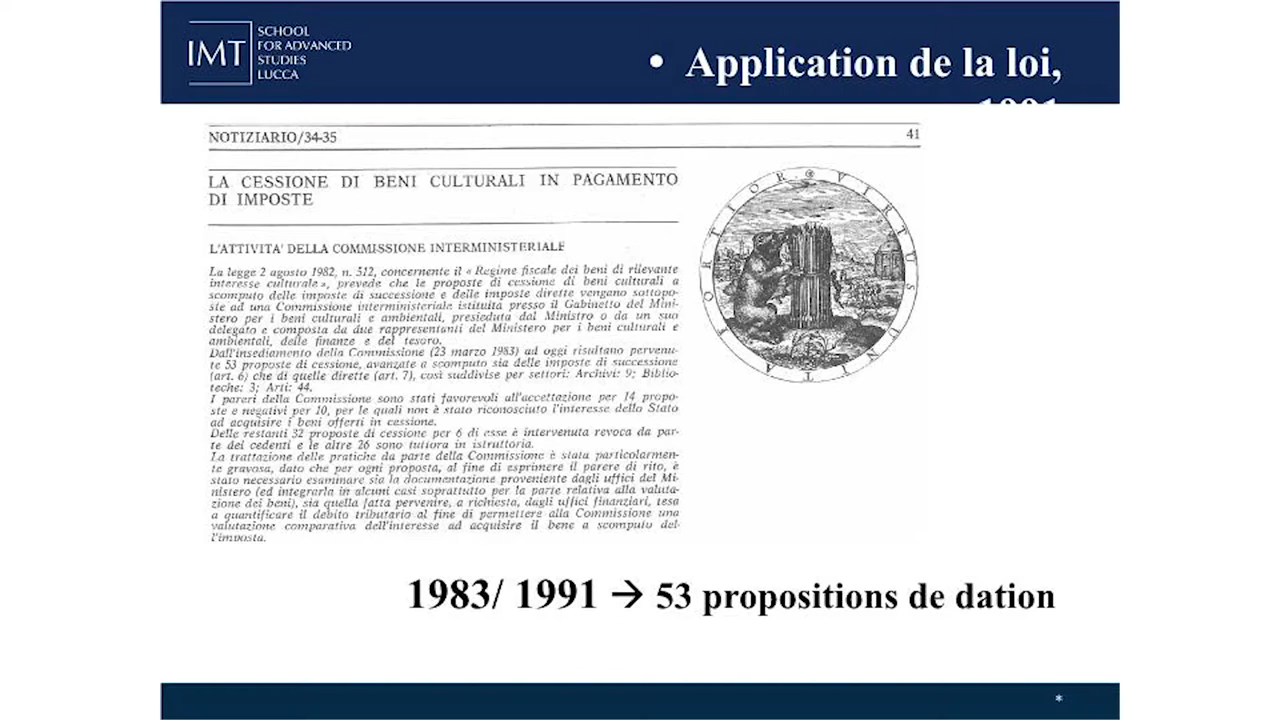 IMT
SCHOOL
FOR ADVANCED
STUDIES
LUCCA
• Application de la loi,
1991
NOTIZIARIO/34-35
41
LA CESSIONE DI BENI CULTURALI IN PAGAMENTO
DI IMPOSTE
L'ATTIVITA' DELLA COMMISSIONE INTERMINISTERIALE
La legge 2 agosto 1982, n. 512, concernente il « Regime fiscale dei beni di rilevante
interesse culturale », prevede che le proposte di cessione di beni culturali a
scomputo delle imposte di successione e delle imposte dirette vengano sottopo-
ste ad una Commissione interministeriale istituita presso il Gabinetto del Mini-
stero per i beni culturali e ambientali, presieduta dal Ministro o da un suo
delegato e composta da due rappresentanti del Ministero per i beni culturali e
ambientali, delle finanze e del tesoro.
Dall'insediamento della Commissione (23 marzo 1983) ad oggi risultano pervenu-
te 53 proposte di cessione, avanzate a scomputo sia delle imposte di successione
(art. 6) che di quelle dirette (art. 7), così suddivise per settori: Archivi: 9; Biblio-
teche: 3; Arti: 44.
I pareri della Commissione sono stati favorevoli all'accettazione per 14 propo-
ste e negativi per 10, per le quali non è stato riconosciuto l'interesse dello Stato
ad acquisire i beni offerti in cessione.
Delle restanti 32 proposte di cessione per 6 di esse è intervenuta revoca da par-
te dei cedenti e le altre 26 sono tuttora in istruttoria.
La trattazione delle pratiche da parte della Commissione è stata particolarmen-
te gravosa, dato che per ogni proposta, al fine di esprimere il parere di rito, è
stato necessario esaminare sia la documentazione proveniente dagli uffici del Mi-
nistero (ed integrarla in alcuni casi soprattutto per la parte relativa alla valuta-
zione dei beni), sia quella fatta pervenire, a richiesta, dagli uffici finanziari, tesa
a quantificare il debito tributario al fine di permettere alla Commissione una
valutazione comparativa dell'interesse ad acquisire il bene a scomputo del-
l'imposta.
VIRTUS UNITA FORTIOR
1983/ 1991 → 53 propositions de dation
*